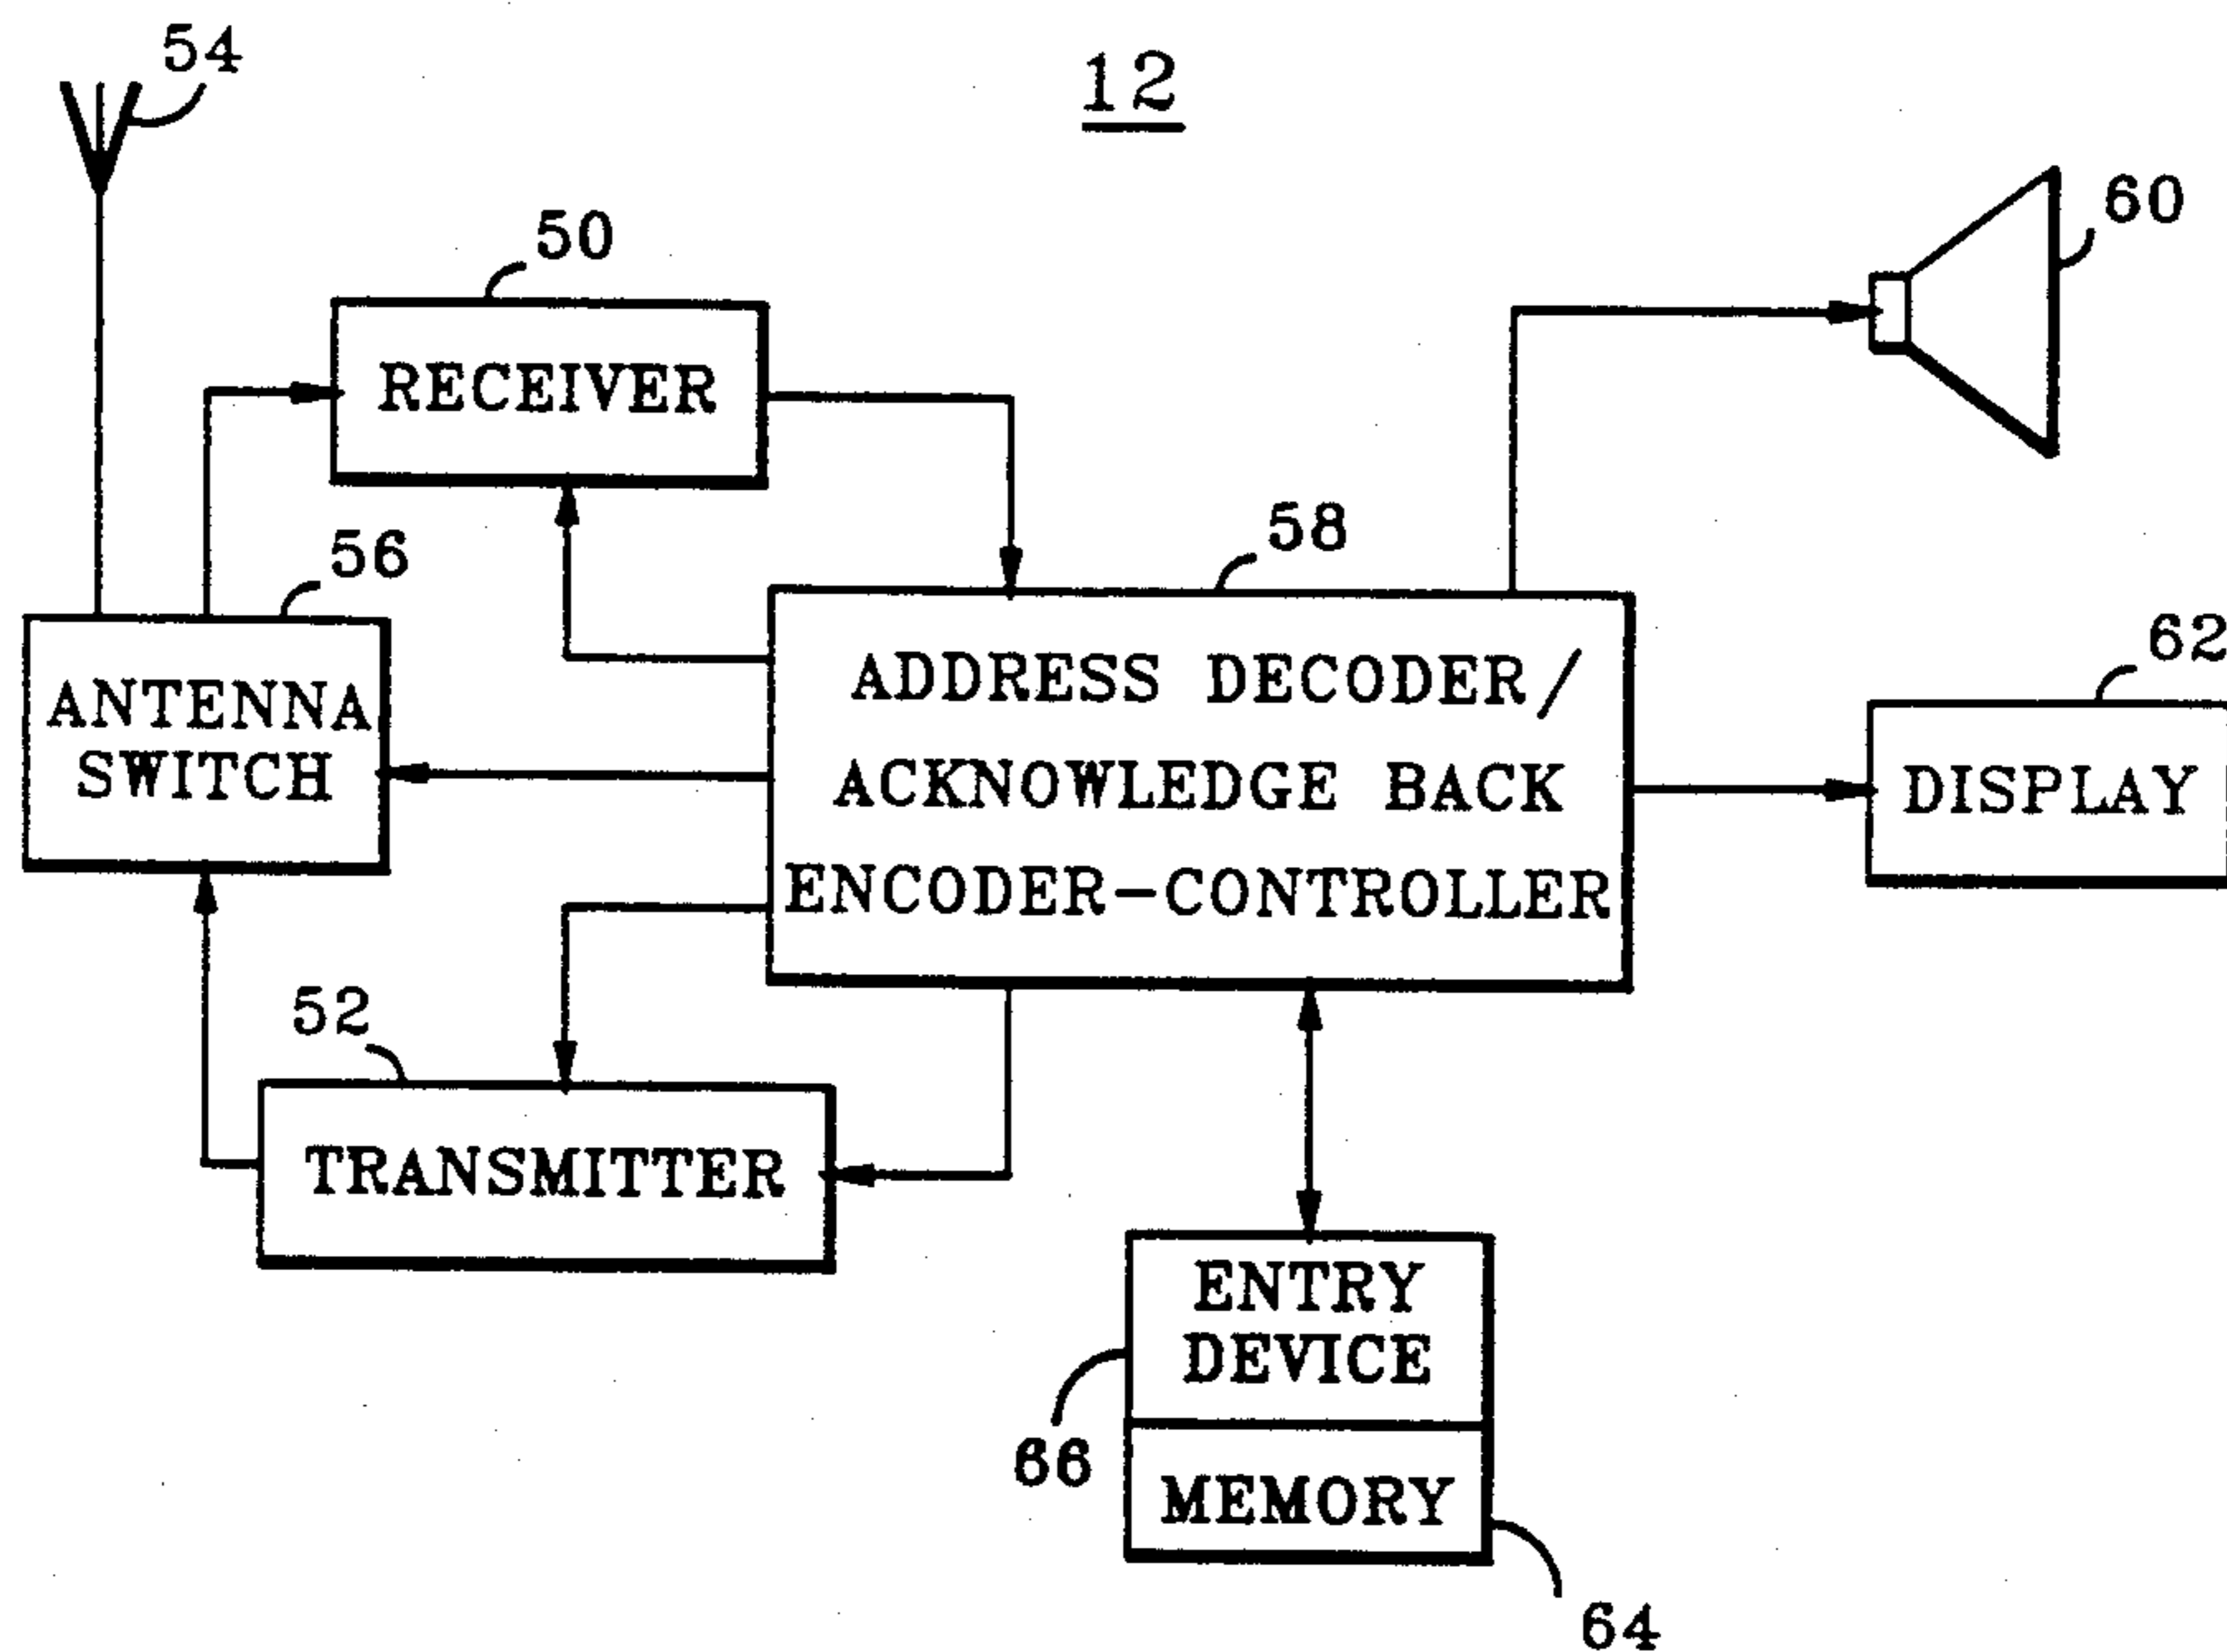 54
12
60
50
RECEIVER
58
56
62
ADDRESS DECODER/
ANTENNA
SWITCH
ACKNOWLEDGE BACK
DISPLAY
ENCODER-CONTROLLER
52
TRANSMITTER
ENTRY
DEVICE
66
MEMORY
64